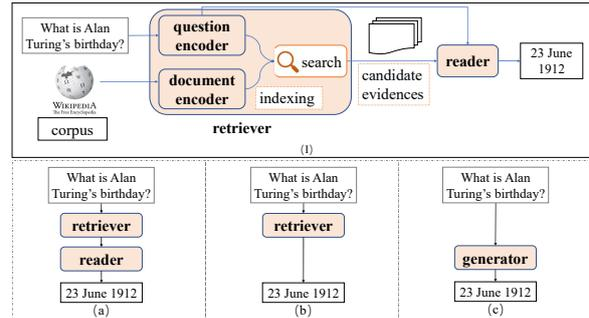 What is Alan
Turing's birthday?
question
encoder
document
encoder
search
indexing
retriever
WIKIPEDIA
The Free Encyclopedia
corpus
candidate
evidences
reader
23 June
1912
(1)
What is Alan
Turing's birthday?
retriever
reader
23 June 1912
(a)
What is Alan
Turing's birthday?
retriever
23 June 1912
(b)
What is Alan
Turing's birthday?
generator
23 June 1912
(c)